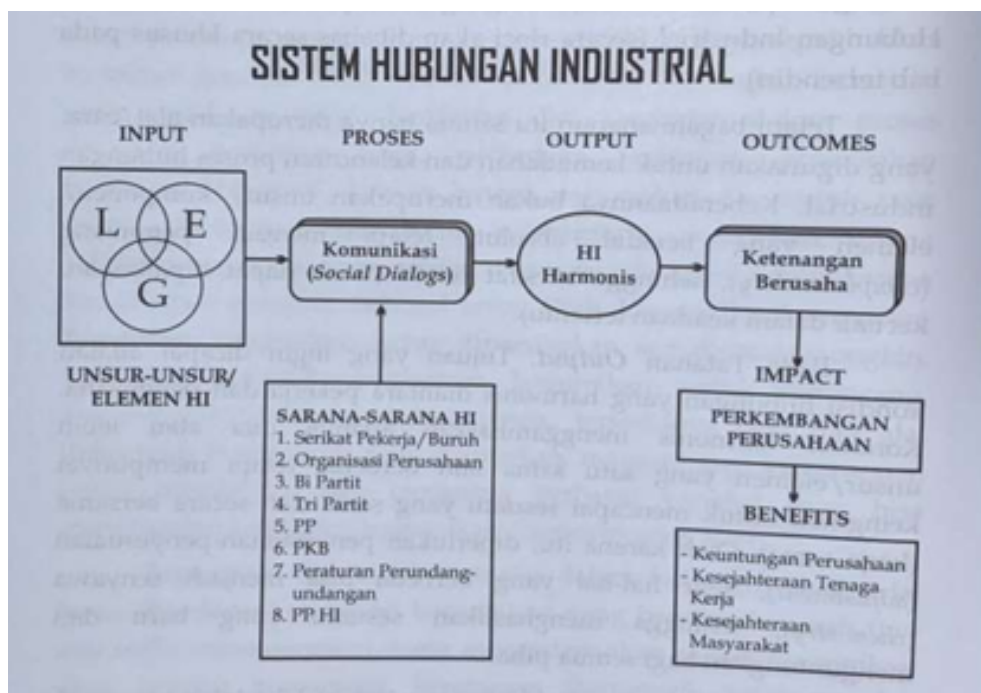 SISTEM HUBUNGAN INDUSTRIAL
INPUT
PROSES
OUTPUT
OUTCOMES
L
E
G
UNSUR-UNSUR/
ELEMEN HI
Komunikasi
(Social Dialogs)
HI
Harmonis
Ketenangan
Berusaha
SARANA-SARANA HI
1. Serikat Pekerja/Buruh
2. Organisasi Perusahaan
3. Bi Partit
4. Tri Partit
5. PP
6. PKB
7. Peraturan Perundang-
undangan
8. PP HI
IMPACT
PERKEMBANGAN
PERUSAHAAN
BENEFITS
- Keuntungan Perusahaan
- Kesejahteraan Tenaga
Kerja
- Kesejahteraan
Masyarakat